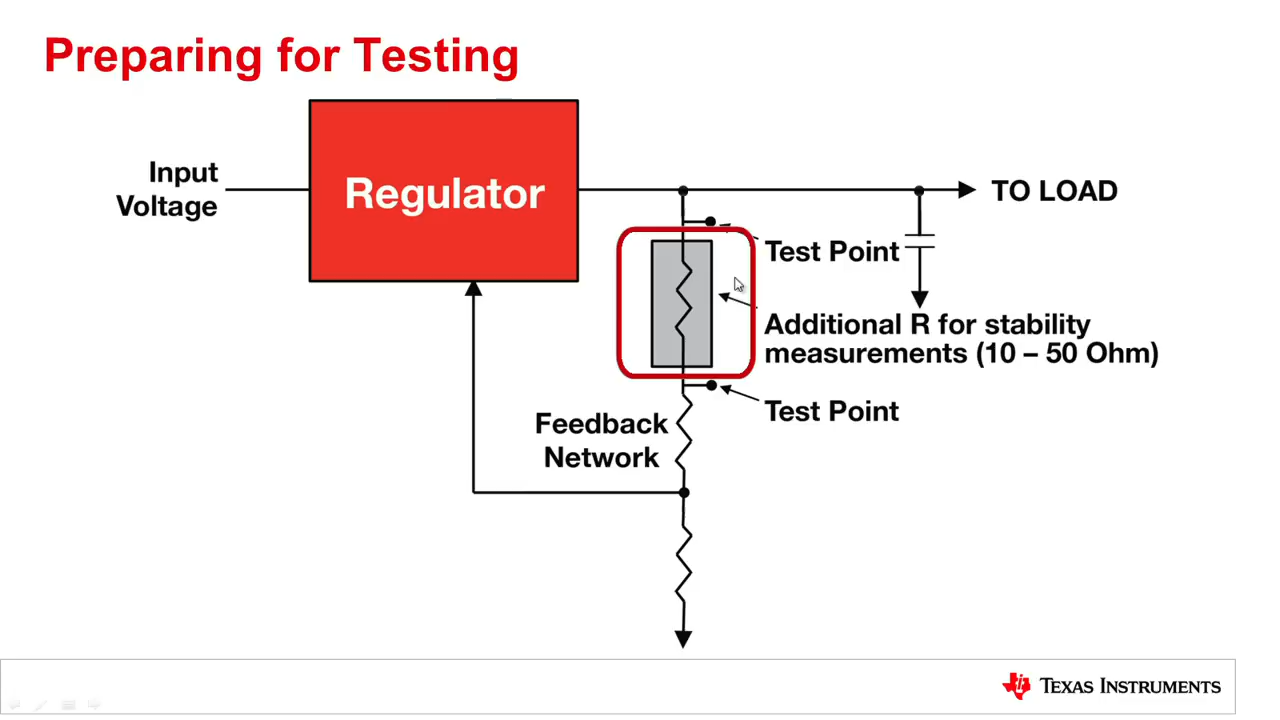 Preparing for Testing
Input
Voltage
Regulator
TO LOAD
Test Point
Additional R for stability
measurements (10 – 50 Ohm)
Test Point
Feedback
Network
TEXAS INSTRUMENTS